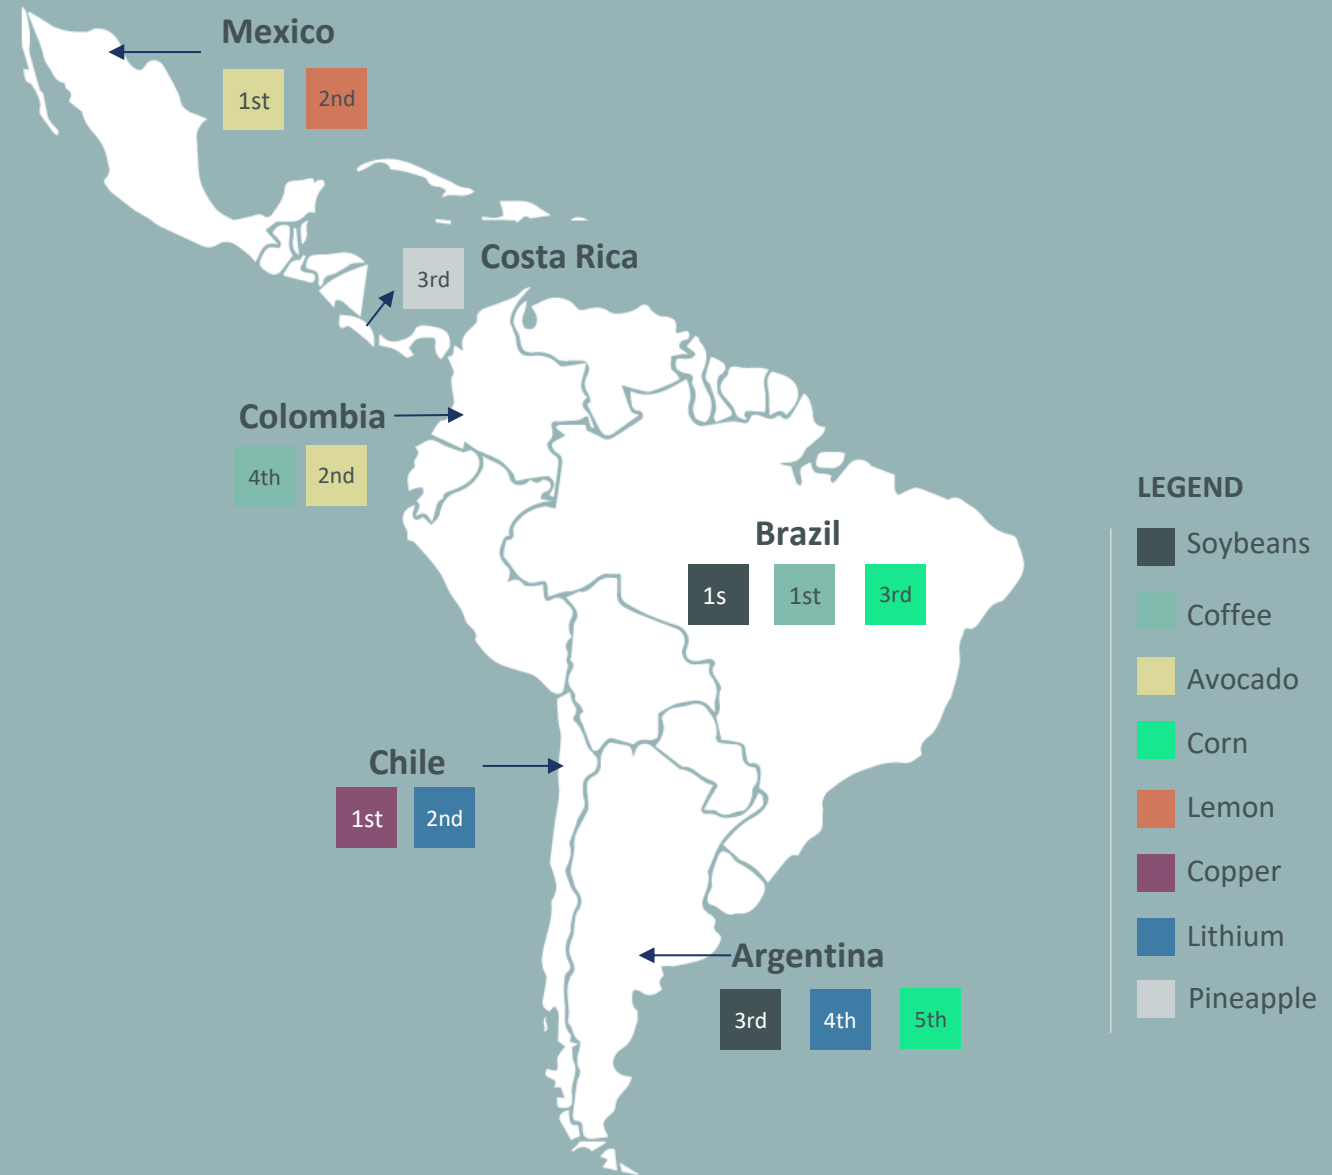 Mexico
1st 2nd
Costa Rica
3rd
Colombia
4th 2nd
Brazil
1s 1st 3rd
Chile
1st 2nd
Argentina
3rd 4th 5th
LEGEND
Soybeans
Coffee
Avocado
Corn
Lemon
Copper
Lithium
Pineapple